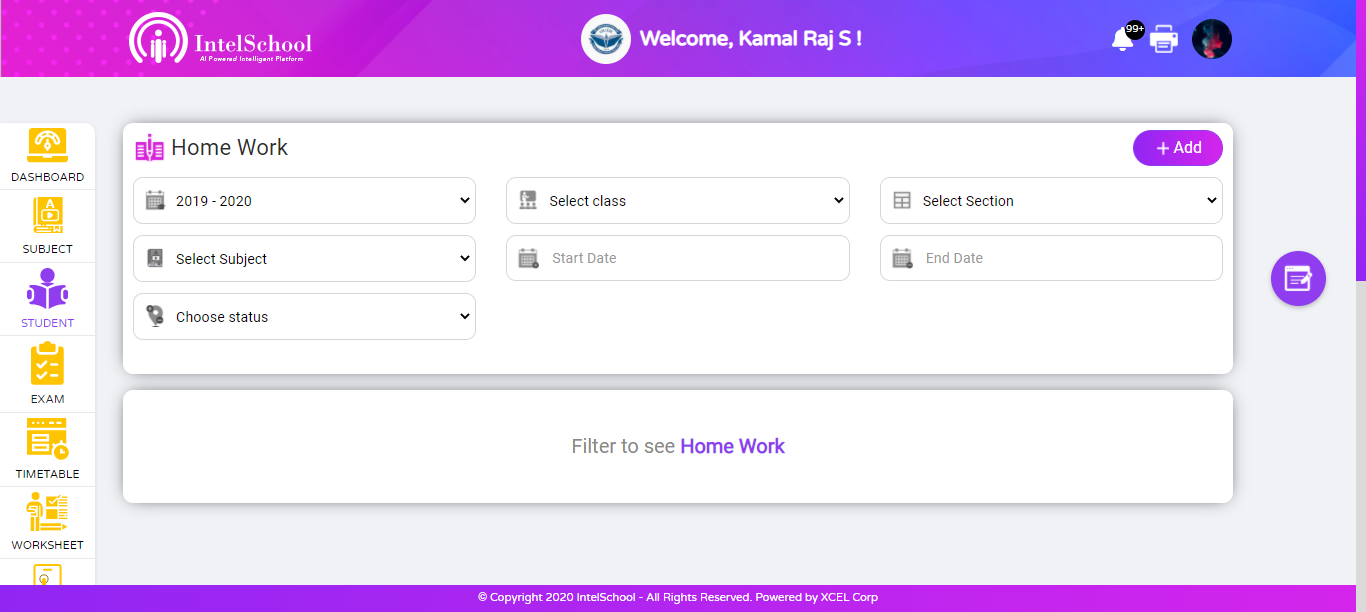 IntelSchool
AI Powered Intelligent Platform
Welcome, Kamal Raj S !
99+
DASHBOARD
SUBJECT
STUDENT
EXAM
TIMETABLE
WORKSHEET
Home Work
+ Add
2019 - 2020
Select class
Select Section
Select Subject
Start Date
End Date
Choose status
Filter to see Home Work
© Copyright 2020 IntelSchool - All Rights Reserved. Powered by XCEL Corp